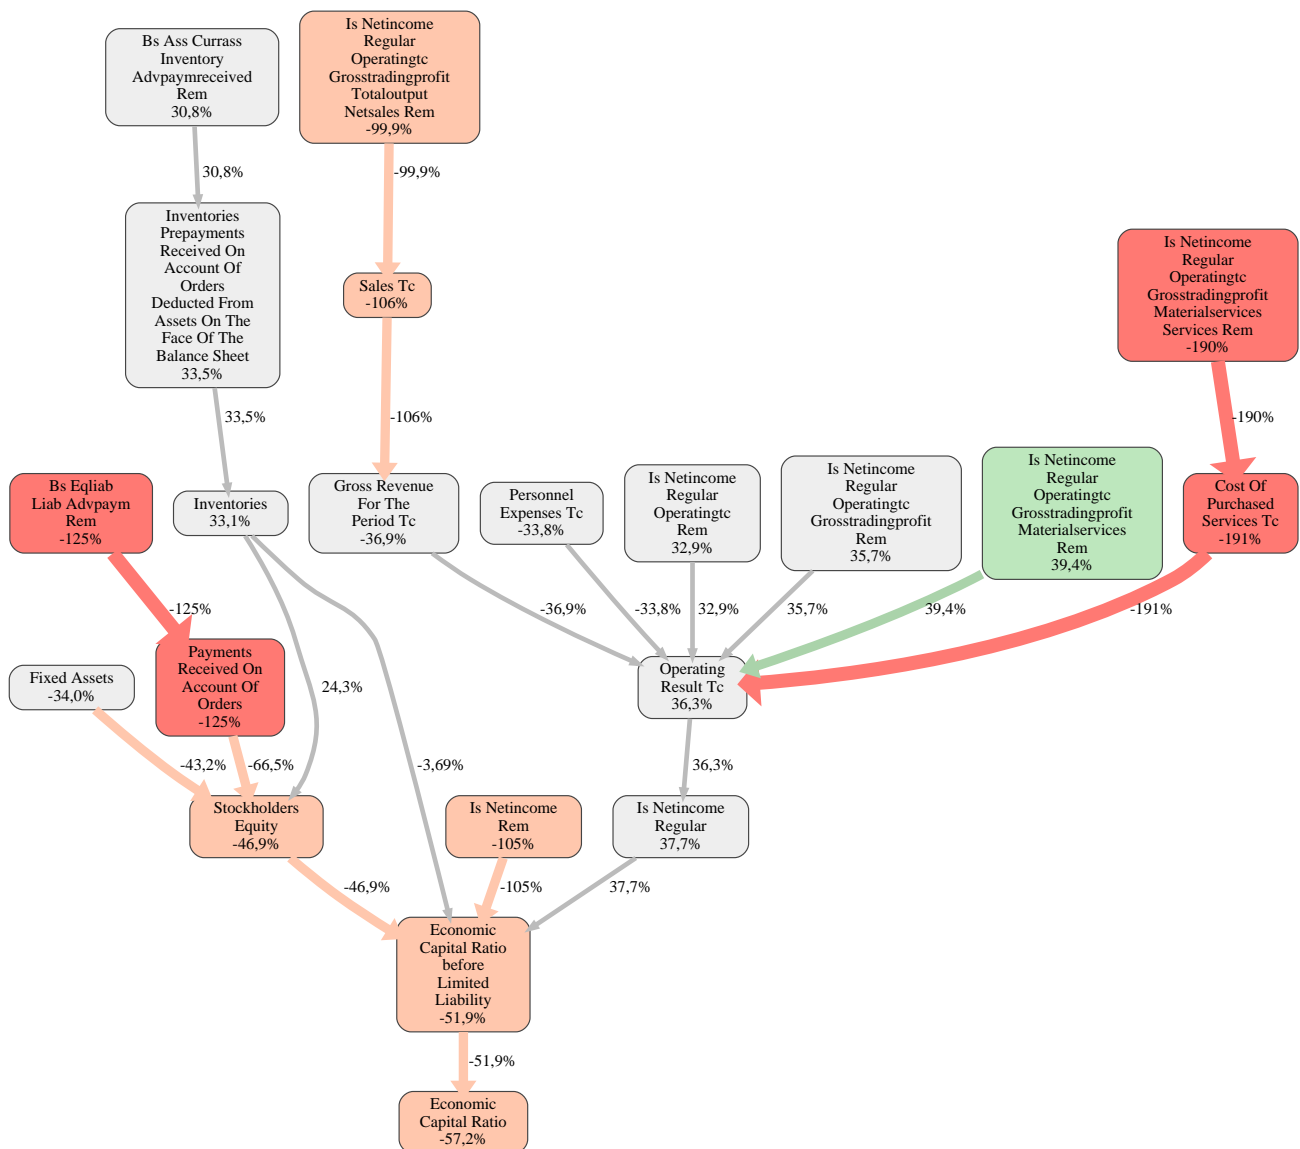 Bs Ass Currass
Inventory
Advpaymreceived
Rem
30,8%
Is Netincome
Regular
Operatingtc
Grosstradingprofit
Totaloutput
Netsales Rem
-99,9%
30,8%
-99,9%
Inventories
Prepayments
Received On
Account Of
Orders
Deducted From
Assets On The
Face Of The
Balance Sheet
33,5%
Sales Tc
-106%
Is Netincome
Regular
Operatingtc
Grosstradingprofit
Materialservices
Services Rem
-190%
33,5%
-106%
-190%
Bs Eqliab
Liab Advpaym
Rem
-125%
Inventories
33,1%
Gross Revenue
For The
Period Tc
-36,9%
Personnel
Expenses Tc
-33,8%
Is Netincome
Regular
Operatingtc
Rem
32,9%
Is Netincome
Regular
Operatingtc
Grosstradingprofit
Rem
35,7%
Is Netincome
Regular
Operatingtc
Grosstradingprofit
Materialservices
Rem
39,4%
Cost Of
Purchased
Services Tc
-191%
-125%
-36,9%
-33,8%
32,9%
35,7%
39,4%
-191%
Fixed Assets
-34,0%
Payments
Received On
Account Of
Orders
-125%
24,3%
Operating
Result Tc
36,3%
-43,2%
-66,5%
-3,69%
36,3%
Stockholders
Equity
-46,9%
Is Netincome
Rem
-105%
Is Netincome
Regular
37,7%
-46,9%
-105%
37,7%
Economic
Capital Ratio
before
Limited
Liability
-51,9%
-51,9%
Economic
Capital Ratio
-57,2%